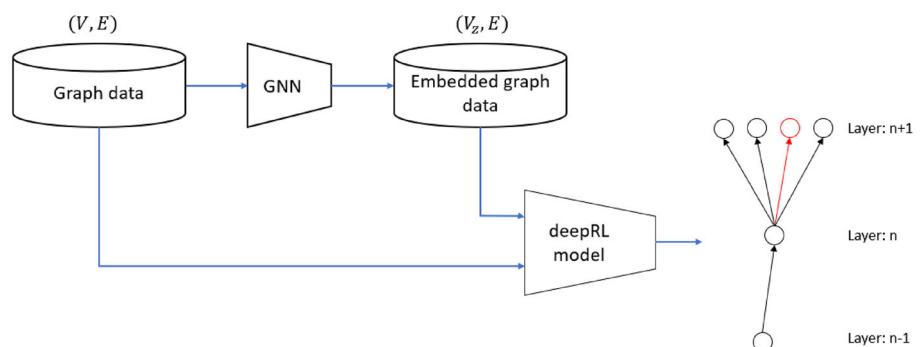 (V, E)
(V_z, E)
Graph data
GNN
Embedded graph
data
Layer: n+1
deepRL
model
Layer: n
Layer: n-1